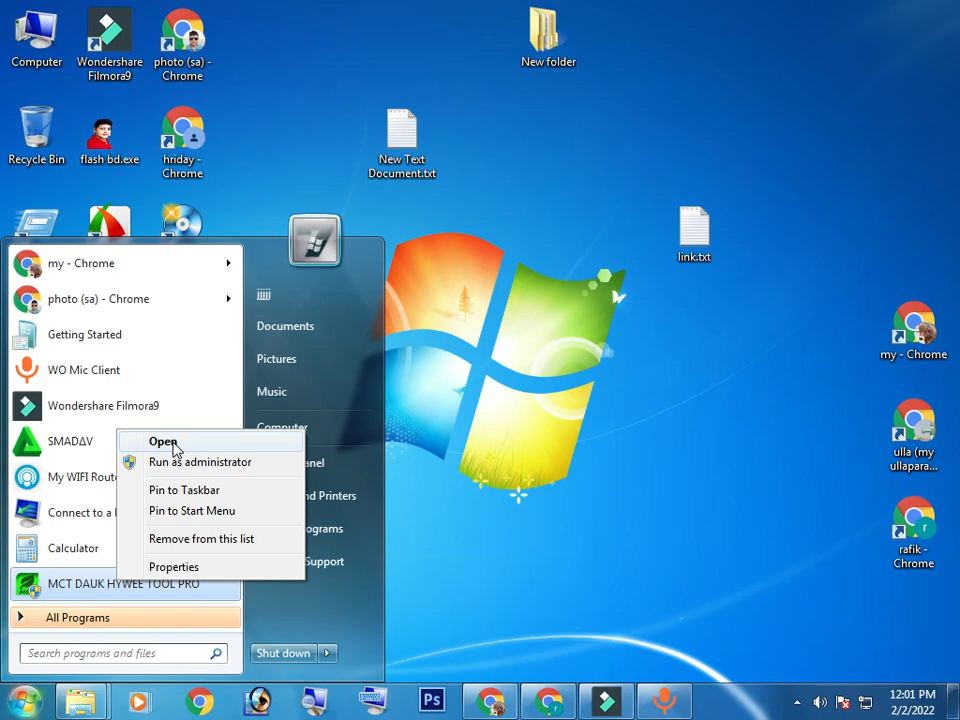 Computer
Wondershare
Filmora9
photo (sa) -
Chrome
New folder
Recycle Bin
flash bd.exe
hriday -
Chrome
New Text
Document.txt
link.txt
my - Chrome
ulla (my
ullapara...
rafik -
Chrome
my - Chrome
photo (sa) - Chrome
Getting Started
WO Mic Client
Wondershare Filmora9
SMADΔV
My WIFI Rout
Connect to a
Calculator
MCT DAUK HYWEE TOOL PRO
All Programs
Search programs and files
jjjjj
Documents
Pictures
Music
Computer
anel
nd Printers
ograms
Support
Shut down
Open
Run as administrator
Pin to Taskbar
Pin to Start Menu
Remove from this list
Properties
Ps
12:01 PM
2/2/2022